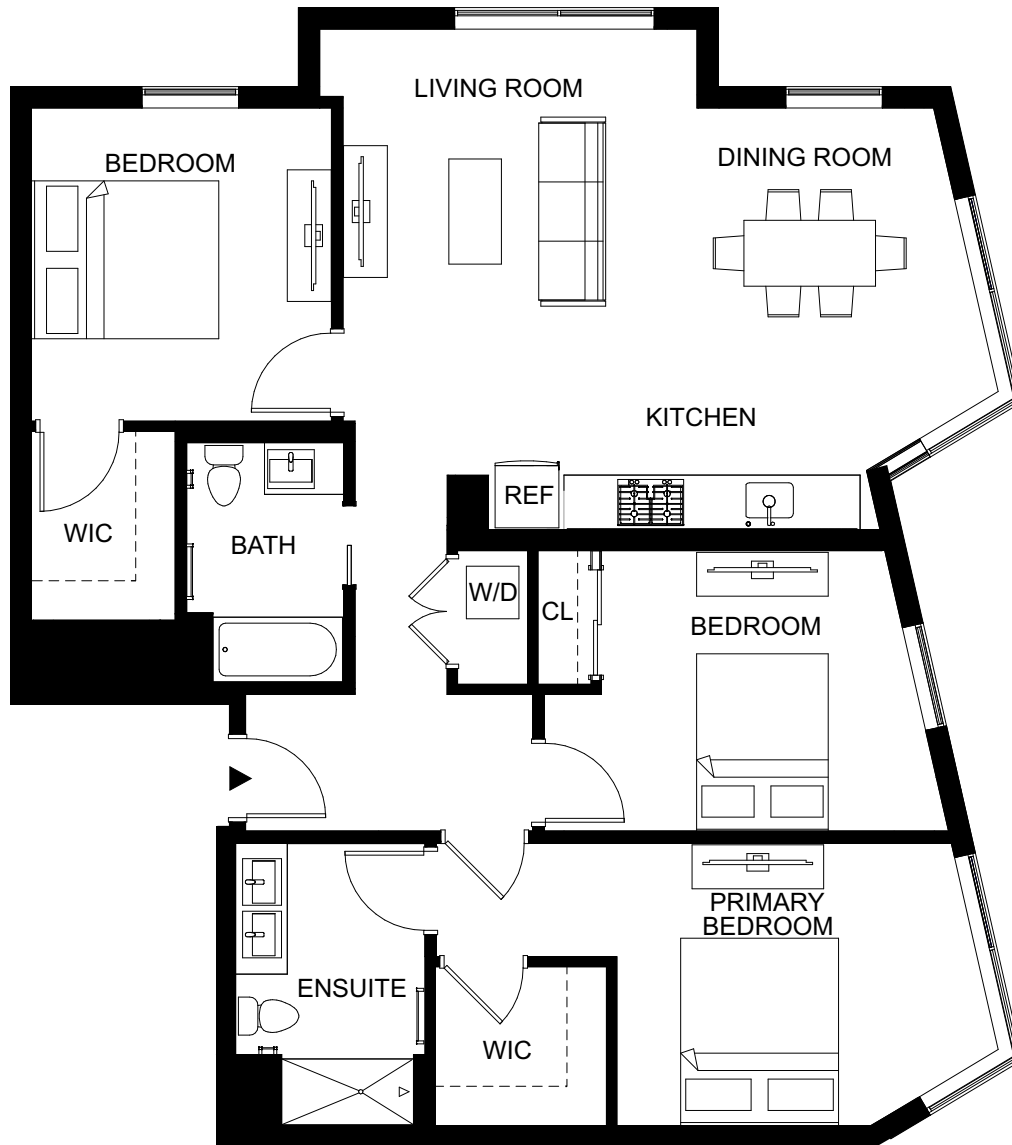 LIVING ROOM
BEDROOM
DINING ROOM
KITCHEN
REF
WIC
BATH
W/D
CL
BEDROOM
PRIMARY
BEDROOM
ENSUITE
WIC